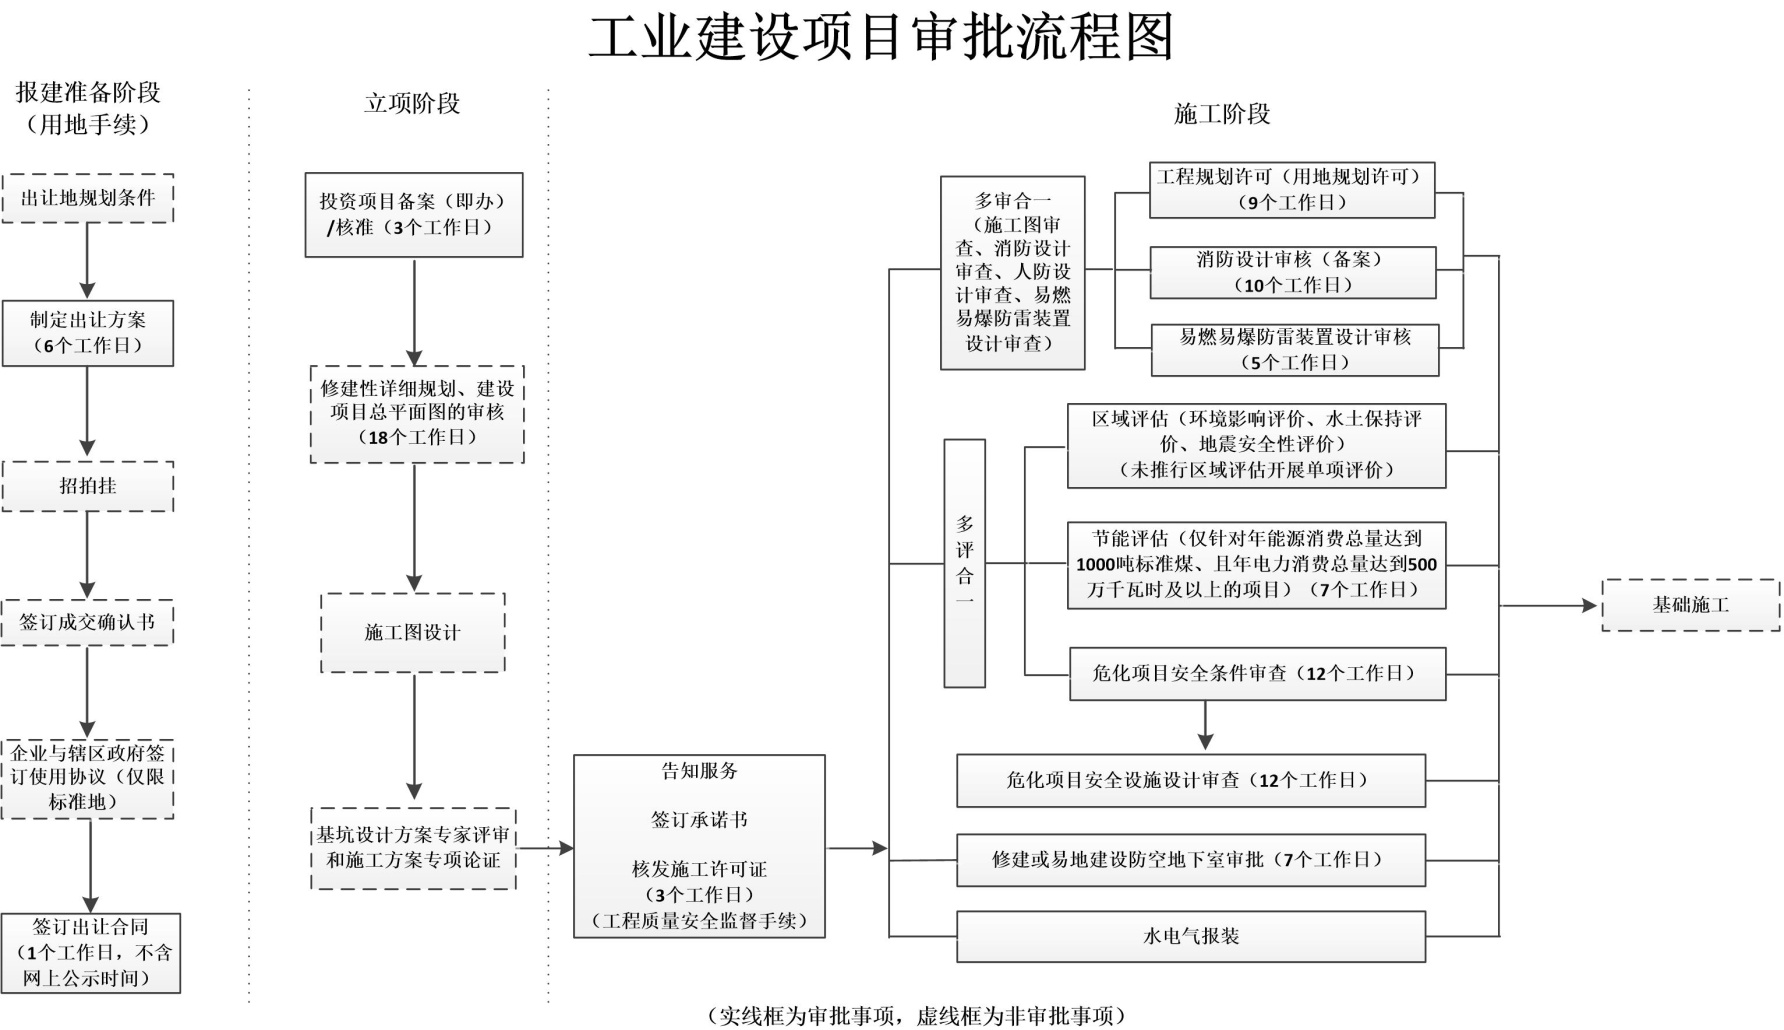 工业建设项目审批流程图
报建准备阶段
（用地手续）
出让地规划条件
制定出让方案
（6个工作日）
招拍挂
签订成交确认书
企业与辖区政府签
订使用协议（仅限
标准地）
签订出让合同
（1个工作日，不含
网上公示时间）
立项阶段
投资项目备案（即办）
/核准（3个工作日）
修建性详细规划、建设
项目总平面图的审核
（18个工作日）
施工图设计
基坑设计方案专家评审
和施工方案专项论证
施工阶段
告知服务
签订承诺书
核发施工许可证
（3个工作日）
（工程质量安全监督手续）
多审合一
（施工图审
查、消防设计
审查、人防设
计审查、易燃
易爆防雷装置
设计审查）
工程规划许可（用地规划许可）
（9个工作日）
消防设计审核（备案）
（10个工作日）
易燃易爆防雷装置设计审核
（5个工作日）
多
评
合
一
区域评估（环境影响评价、水土保持评
价、地震安全性评价）
（未推行区域评估开展单项评价）
节能评估（仅针对年能源消费总量达到
1000吨标准煤、且年电力消费总量达到500
万千瓦时及以上的项目）（7个工作日）
危化项目安全条件审查（12个工作日）
危化项目安全设施设计审查（12个工作日）
修建或易地建设防空地下室审批（7个工作日）
水电气报装
基础施工
（实线框为审批事项，虚线框为非审批事项）